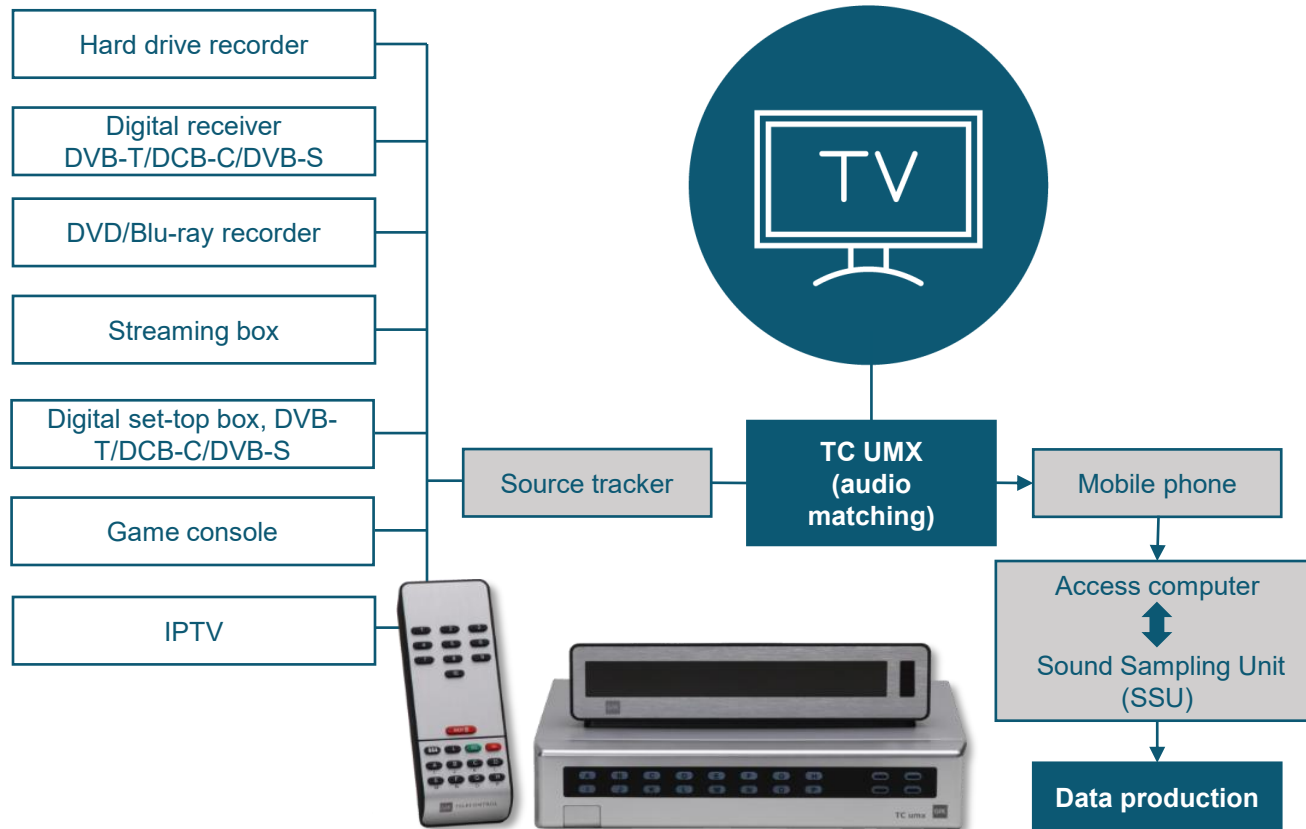 Hard drive recorder
Digital receiver
DVB-T/DCB-C/DVB-S
DVD/Blu-ray recorder
Streaming box
Digital set-top box, DVB-
T/DCB-C/DVB-S
Game console
IPTV
TV
Source tracker
TC UMX
(audio
matching)
Mobile phone
Access computer
Sound Sampling Unit
(SSU)
Data production
TELECONTROL
TC umx